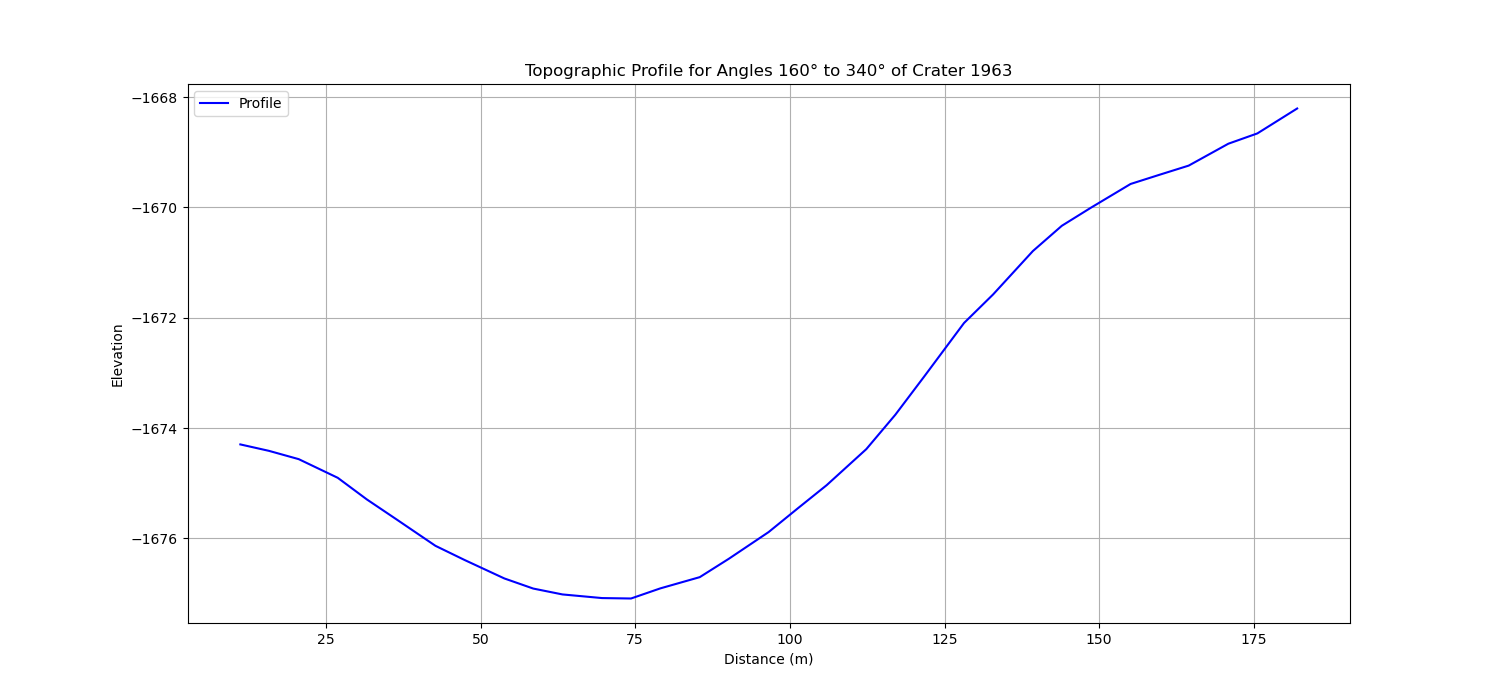 Topographic Profile for Angles 160° to 340° of Crater 1963
Profile
−1668
−1670
−1672
−1674
−1676
Elevation
25 50 75 100 125 150 175
Distance (m)